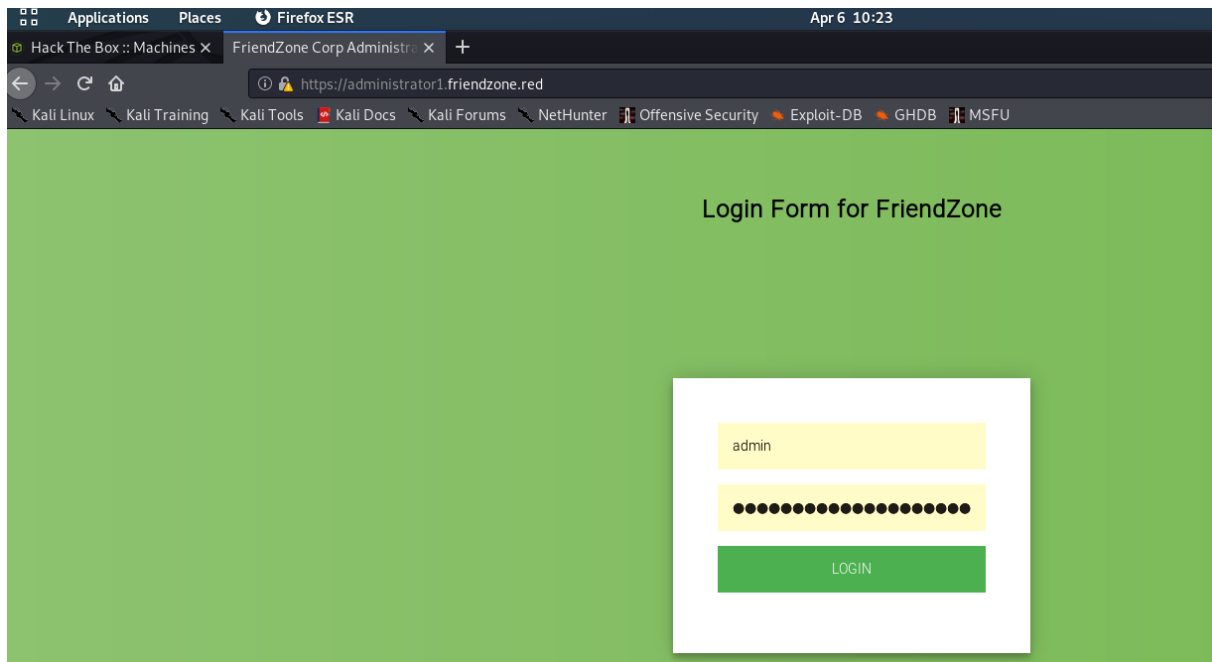 Applications Places Firefox ESR Apr 6 10:23
Hack The Box :: Machines FriendZone Corp Administra
https://administrator1.friendzone.red
Kali Linux Kali Training Kali Tools Kali Docs Kali Forums NetHunter Offensive Security Exploit-DB GHDB MSFU
Login Form for FriendZone
admin
●●●●●●●●●●●●●●●●●●●●
LOGIN